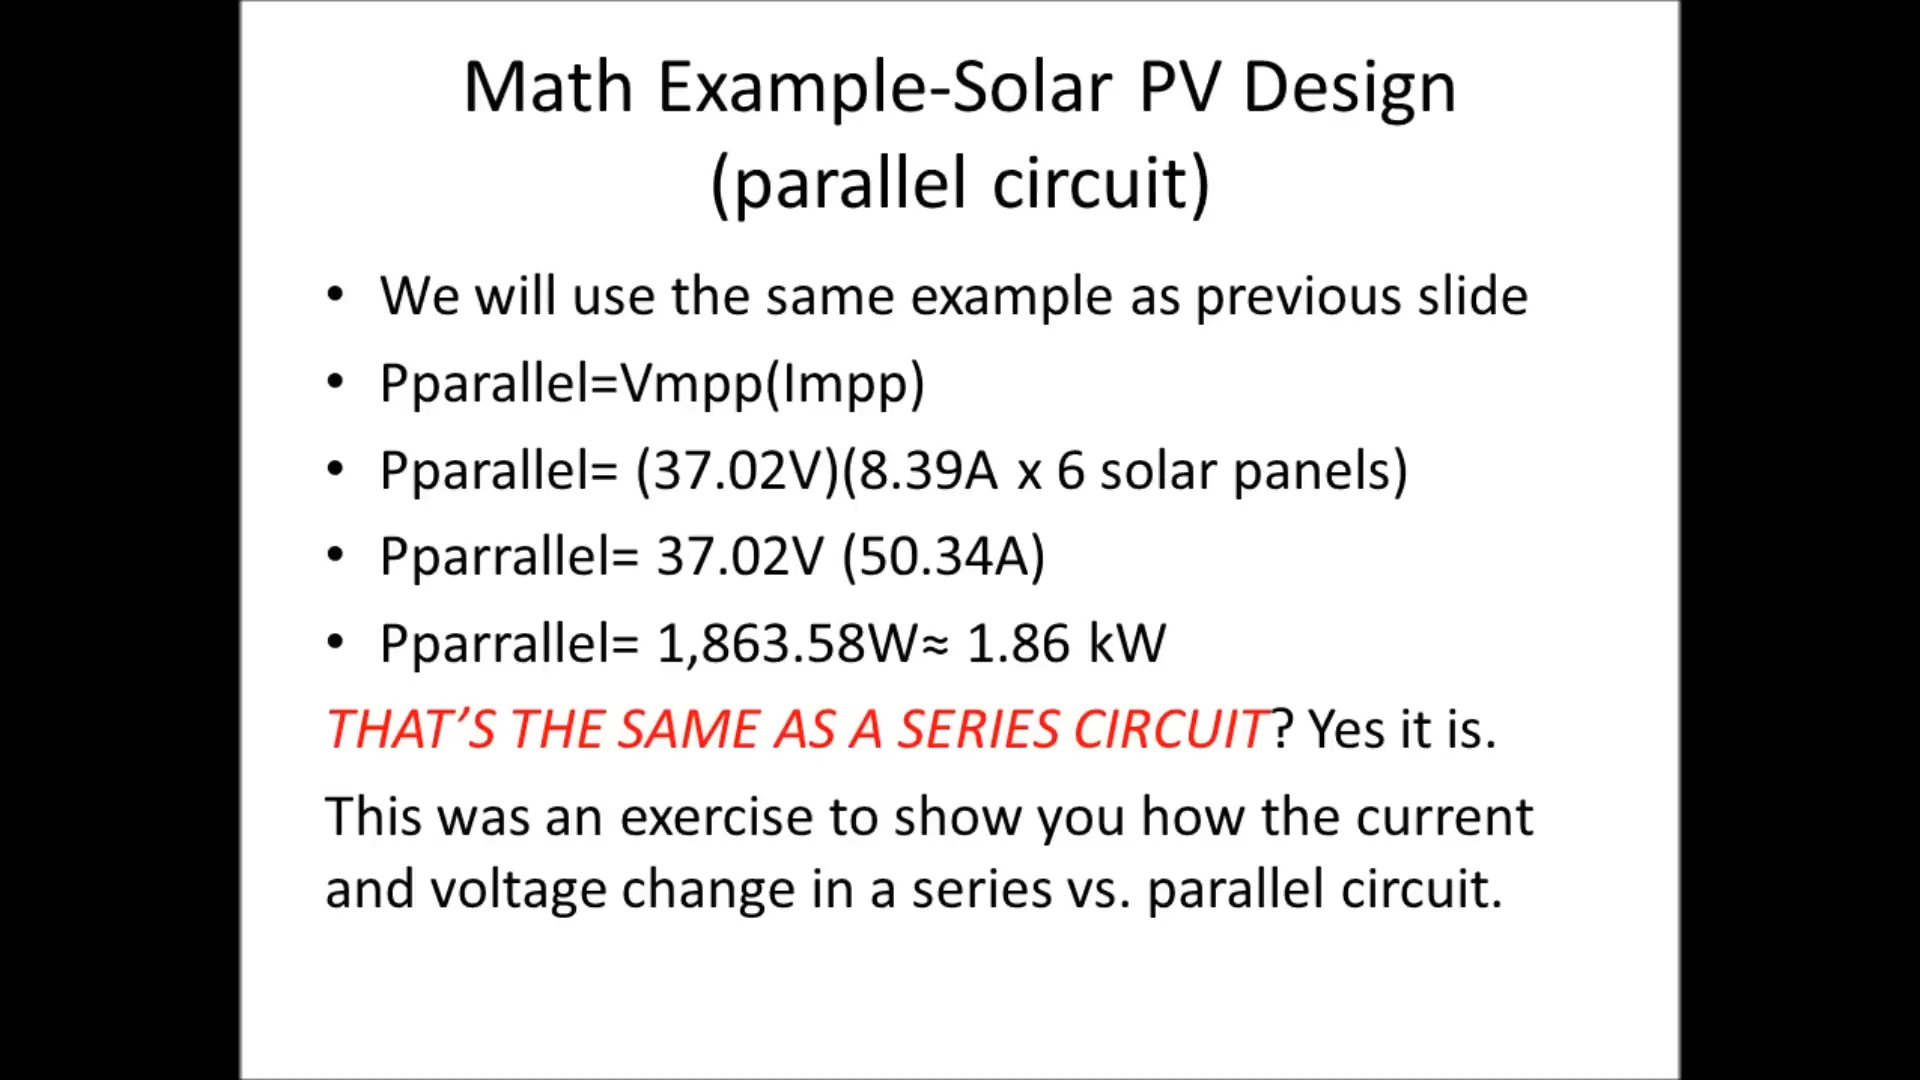 Math Example-Solar PV Design
(parallel circuit)
• We will use the same example as previous slide
• Pparallel=Vmpp(Impp)
• Pparallel= (37.02V)(8.39A x 6 solar panels)
• Pparrallel= 37.02V (50.34A)
• Pparrallel= 1,863.58W≈ 1.86 kW
THAT’S THE SAME AS A SERIES CIRCUIT? Yes it is.
This was an exercise to show you how the current
and voltage change in a series vs. parallel circuit.